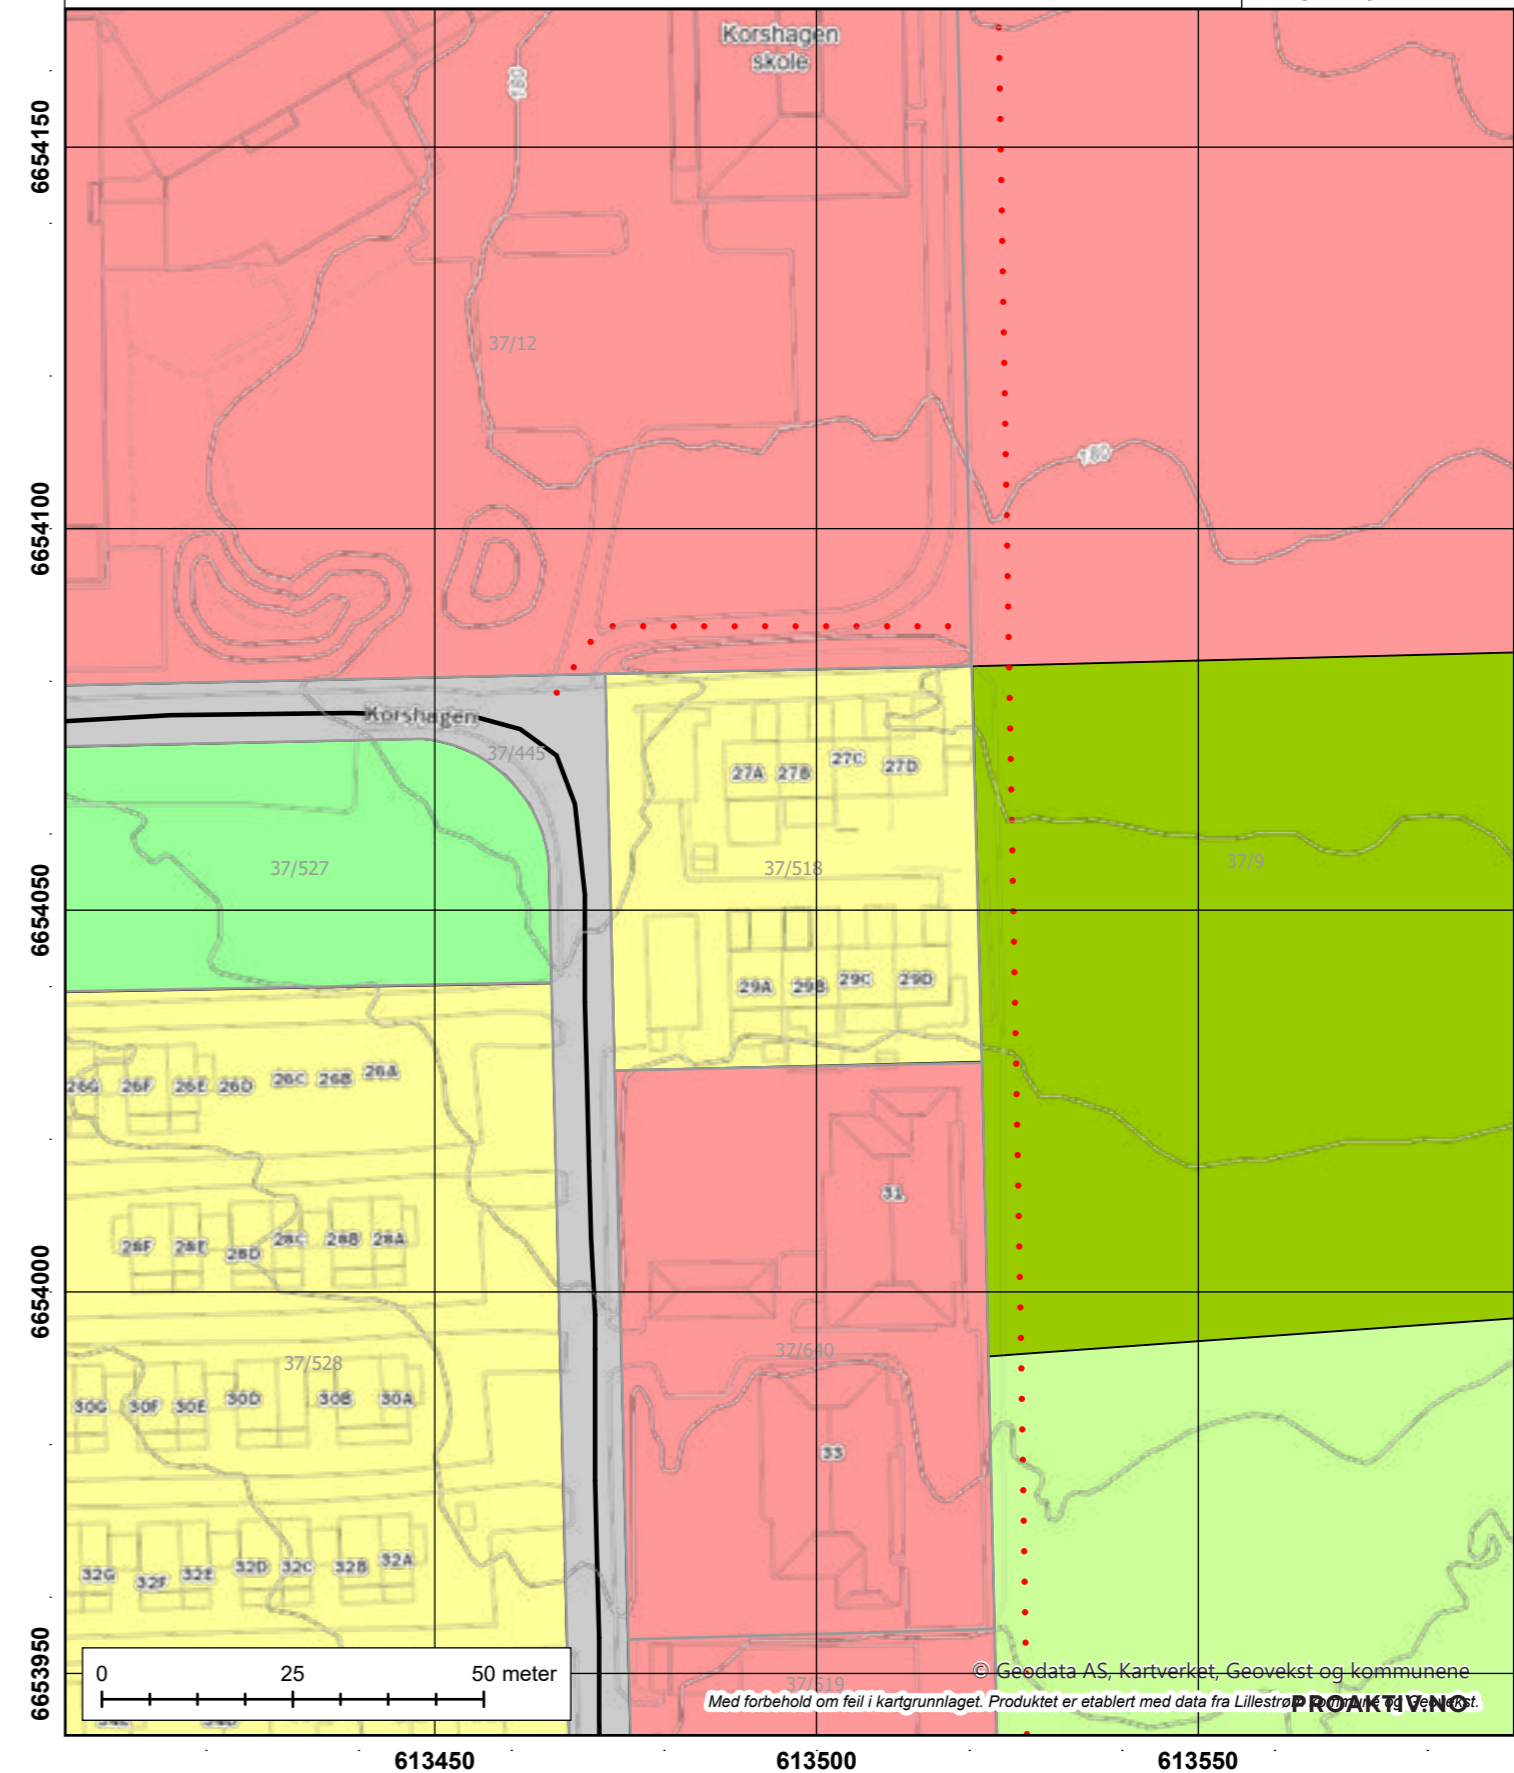 Korshagen
skole
160
6654150
37/12
180
6654100
Korshagen
37/445
27A 27B 27C 27D
37/527
37/518
37/9
6654050
29A 29B 29C 29D
26G 26F 26E 26D 26C 26B 26A
31
28F 28E 28D 28C 28B 28A
6654000
37/640
37/528
30G 30F 30E 30D 30B 30A
33
32G 32F 32E 32D 32C 32B 32A
6653950
0 25 50 meter
© Geodata AS, Kartverket, Geovekst og kommunene
37/519
Med forbehold om feil i kartgrunnlaget. Produktet er etablert med data fra Lillestrøm kommune og Geovekst.
PROAKTIV.NO
613450 613500 613550